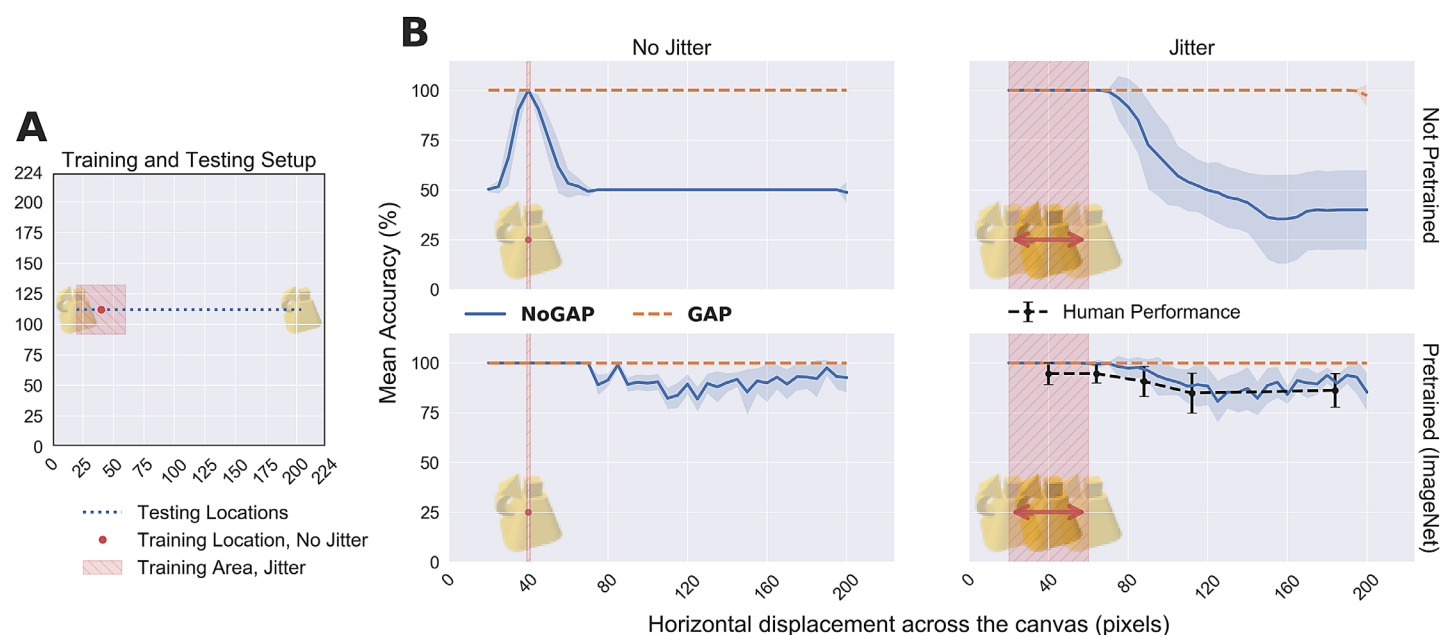 A
Training and Testing Setup
224
200
175
150
125
100
75
50
25
0
0 25 50 75 100 125 150 175 200 224
Testing Locations
Training Location, No Jitter
Training Area, Jitter
B
No Jitter
Jitter
Mean Accuracy (%)
100
75
50
25
0
Not Pretrained
NoGAP GAP
Human Performance
100
75
50
25
0
Pretrained (ImageNet)
0 40 80 120 160 200
0 40 80 120 160 200
Horizontal displacement across the canvas (pixels)